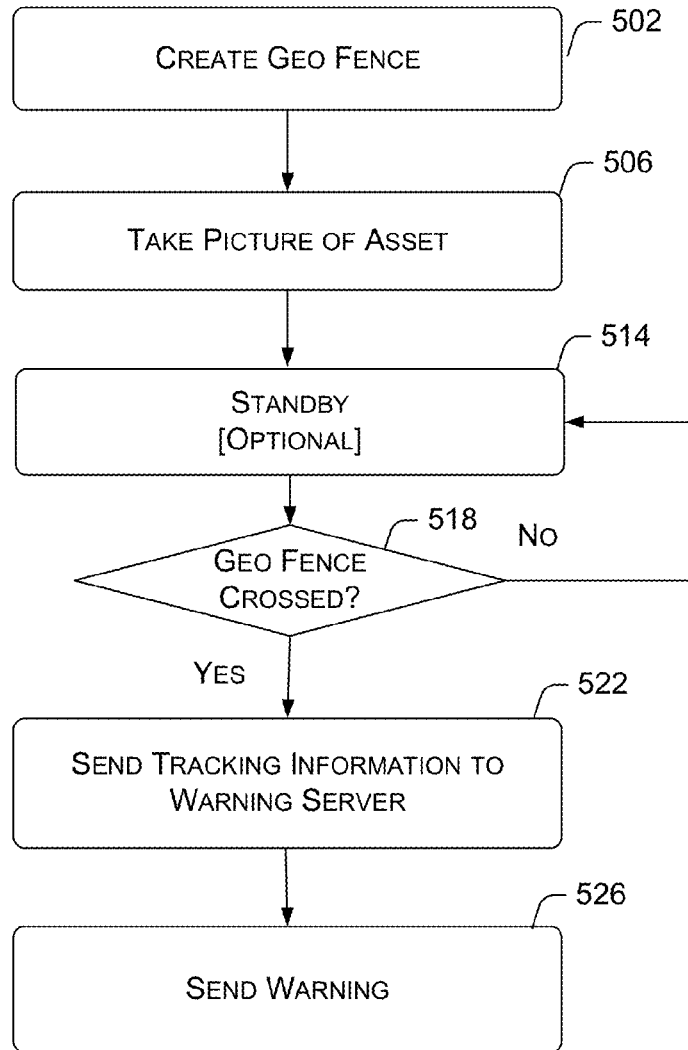 502
CREATE GEO FENCE
506
TAKE PICTURE OF ASSET
514
STANDBY
[OPTIONAL]
518
NO
GEO FENCE
CROSSED?
YES
522
SEND TRACKING INFORMATION TO
WARNING SERVER
526
SEND WARNING